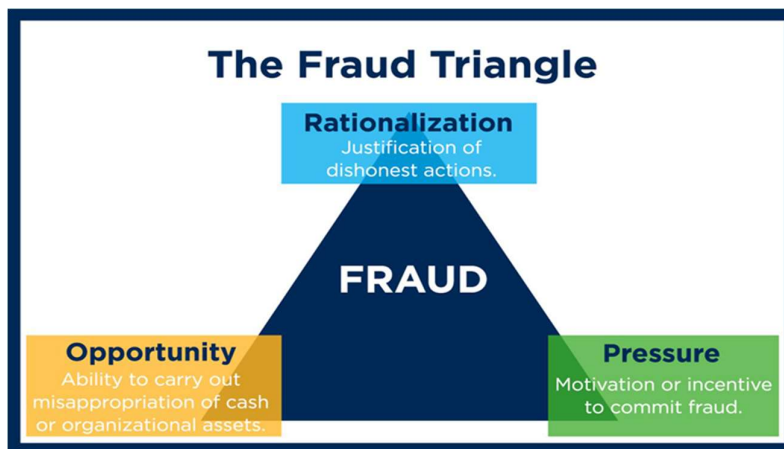 The Fraud Triangle
Rationalization
Justification of
dishonest actions.
FRAUD
Opportunity
Ability to carry out
misappropriation of cash
or organizational assets.
Pressure
Motivation or incentive
to commit fraud.